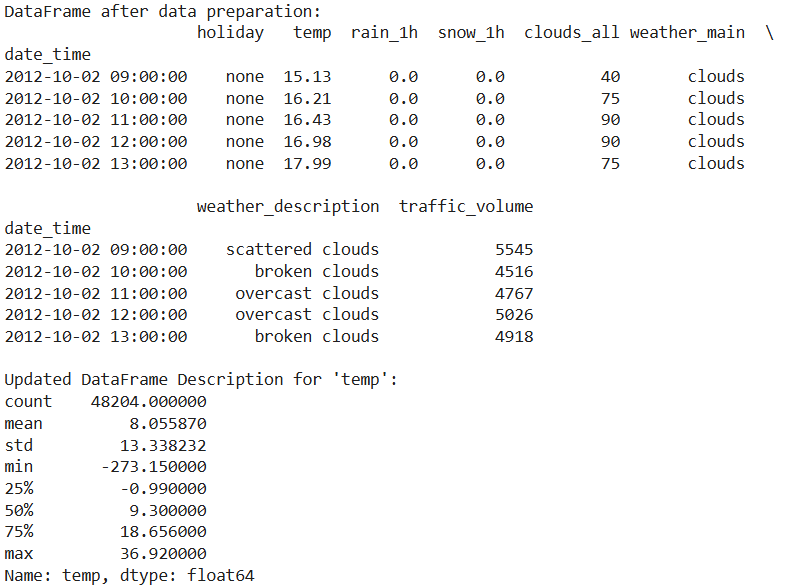 DataFrame after data preparation:
                    holiday   temp  rain_1h  snow_1h  clouds_all weather_main  \
date_time
2012-10-02 09:00:00    none  15.13      0.0      0.0          40       clouds
2012-10-02 10:00:00    none  16.21      0.0      0.0          75       clouds
2012-10-02 11:00:00    none  16.43      0.0      0.0          90       clouds
2012-10-02 12:00:00    none  16.98      0.0      0.0          90       clouds
2012-10-02 13:00:00    none  17.99      0.0      0.0          75       clouds

                    weather_description  traffic_volume
date_time
2012-10-02 09:00:00    scattered clouds            5545
2012-10-02 10:00:00       broken clouds            4516
2012-10-02 11:00:00     overcast clouds            4767
2012-10-02 12:00:00     overcast clouds            5026
2012-10-02 13:00:00       broken clouds            4918

Updated DataFrame Description for 'temp':
count    48204.000000
mean         8.055870
std         13.338232
min       -273.150000
25%         -0.990000
50%          9.300000
75%         18.656000
max         36.920000
Name: temp, dtype: float64